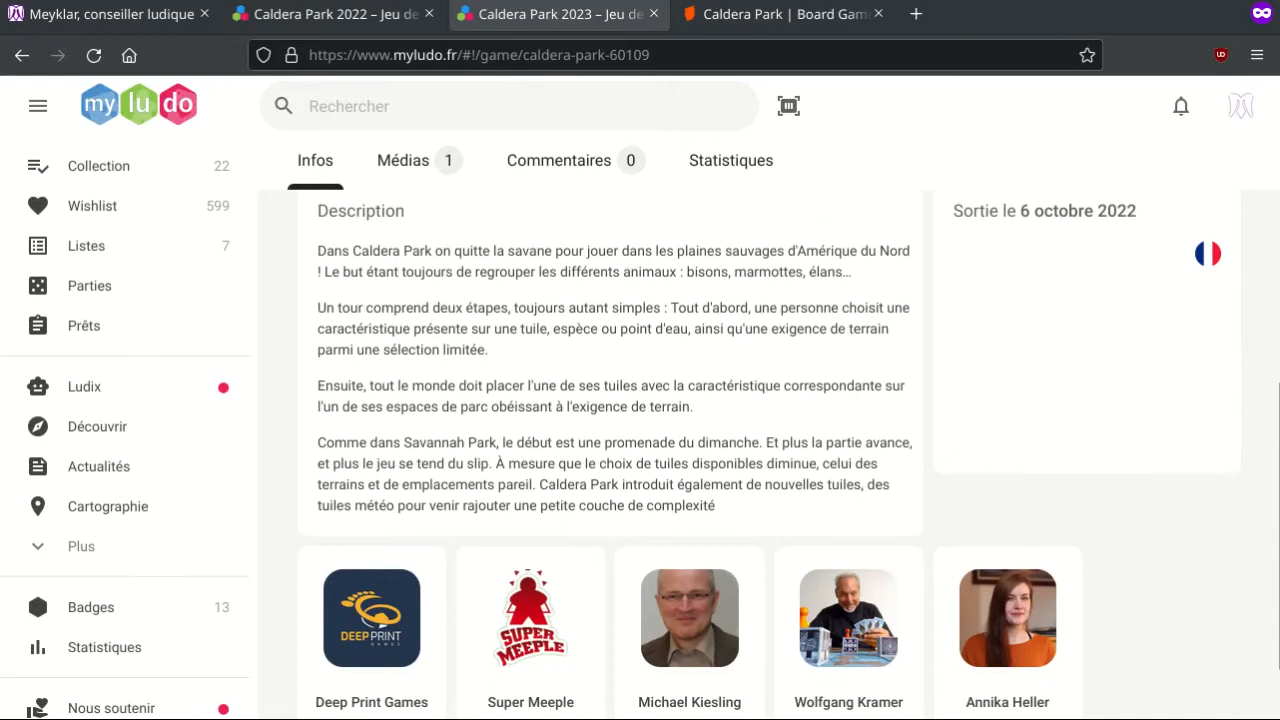 Meyklar, conseiller ludique
Caldera Park 2022 – Jeu de
Caldera Park 2023 – Jeu de
Caldera Park | Board Game
https://www.myludo.fr/#!/game/caldera-park-60109
my lu do
Rechercher
Collection 22
Wishlist 599
Listes 7
Parties
Prêts
Ludix
Découvrir
Actualités
Cartographie
Plus
Badges 13
Statistiques
Nous soutenir
Infos
Médias 1
Commentaires 0
Statistiques
Description
Dans Caldera Park on quitte la savane pour jouer dans les plaines sauvages d'Amérique du Nord
! Le but étant toujours de regrouper les différents animaux : bisons, marmottes, élans…
Un tour comprend deux étapes, toujours autant simples : Tout d'abord, une personne choisit une
caractéristique présente sur une tuile, espèce ou point d'eau, ainsi qu'une exigence de terrain
parmi une sélection limitée.
Ensuite, tout le monde doit placer l'une de ses tuiles avec la caractéristique correspondante sur
l'un de ses espaces de parc obéissant à l'exigence de terrain.
Comme dans Savannah Park, le début est une promenade du dimanche. Et plus la partie avance,
et plus le jeu se tend du slip. À mesure que le choix de tuiles disponibles diminue, celui des
terrains et de emplacements pareil. Caldera Park introduit également de nouvelles tuiles, des
tuiles météo pour venir rajouter une petite couche de complexité
Sortie le 6 octobre 2022
DEEP PRINT
GAMES
SUPER
MEEPLE
Deep Print Games
Super Meeple
Michael Kiesling
Wolfgang Kramer
Annika Heller